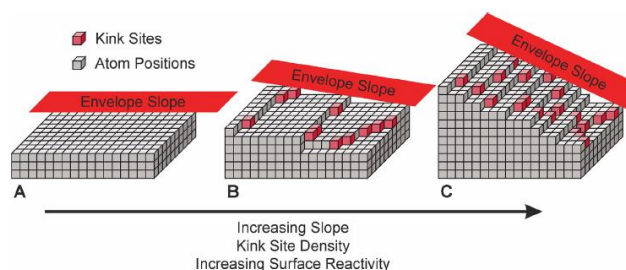 Kink Sites
Atom Positions
Envelope Slope
Envelope Slope
Envelope Slope
A
B
C
Increasing Slope
Kink Site Density
Increasing Surface Reactivity